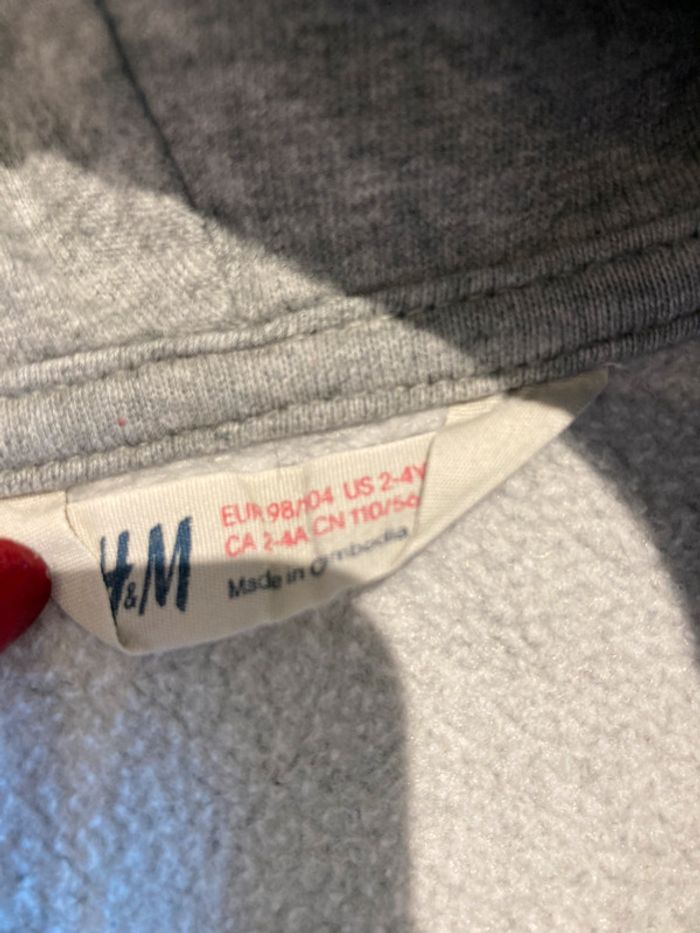 H&M
EUR 98/104 US 2-4Y
CA 2-4A CN 110/56
Made in Cambodia